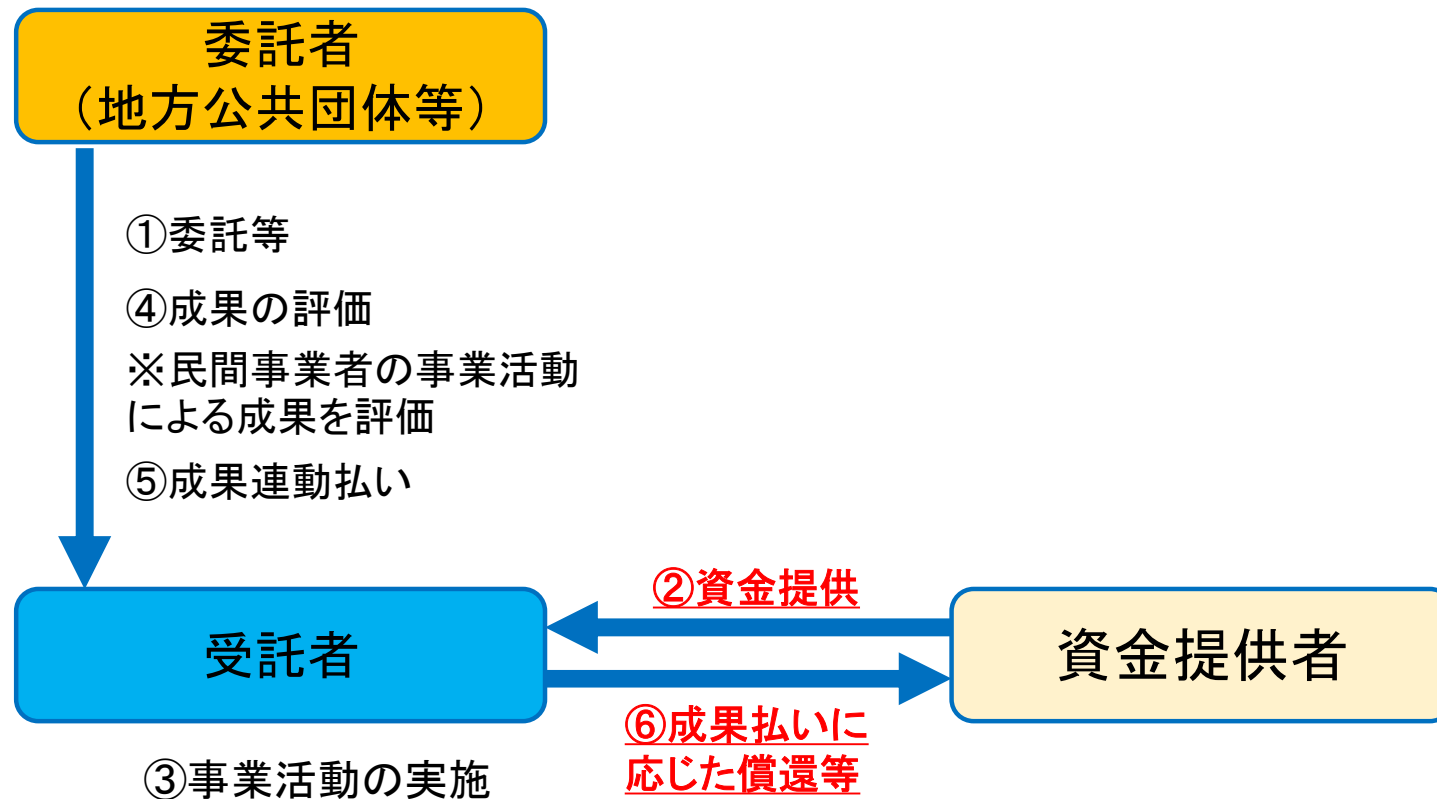 委託者
（地方公共団体等）
①委託等
④成果の評価
※民間事業者の事業活動
による成果を評価
⑤成果連動払い
②資金提供
受託者
資金提供者
⑥成果払いに
応じた償還等
③事業活動の実施